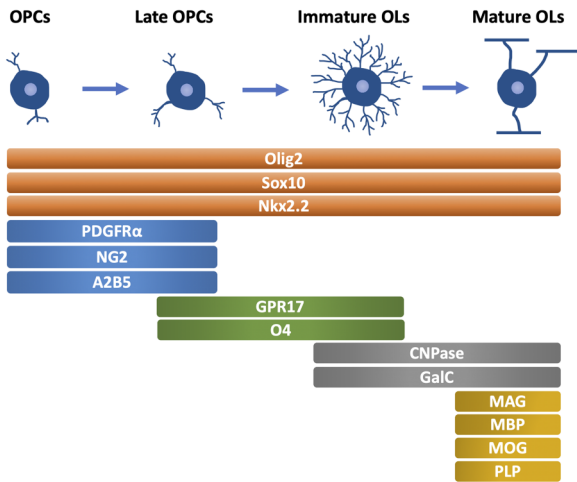 OPCs Late OPCs Immature OLs Mature OLs
Olig2
Sox10
Nkx2.2
PDGFRα
NG2
A2B5
GPR17
O4
CNPase
GalC
MAG
MBP
MOG
PLP